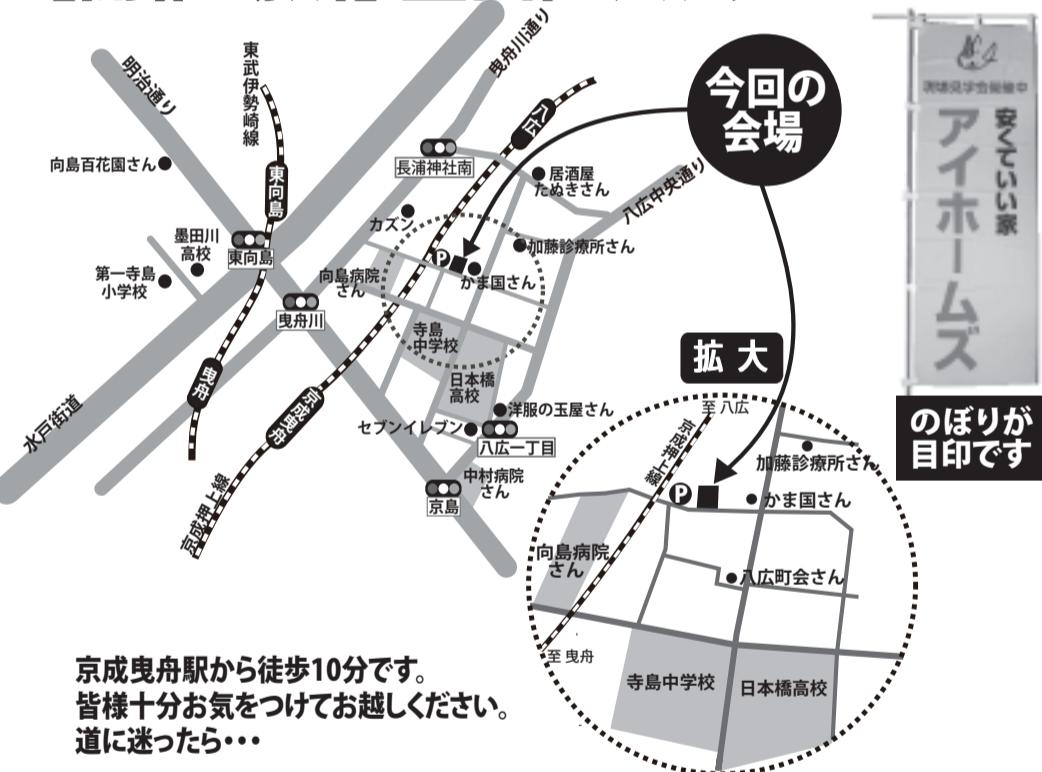 明治通り
東武伊勢崎線
曳舟川通り
八広
今回の
会場
安くていい家
現場見学会開催中
アイホームズ
向島百花園さん
東向島
長浦神社南
居酒屋
たぬきさん
八広中央通り
カズン
墨田川
高校
東向島
加藤診療所さん
P
かま国さん
第一寺島
小学校
向島病院
さん
曳舟川
寺島
中学校
拡大
曳舟
日本橋
高校
京成曳舟
洋服の玉屋さん
セブンイレブン
八広一丁目
水戸街道
中村病院
さん
京島
京成押上線
のぼりが
目印です
至 八広
京成押上線
加藤診療所さん
P
かま国さん
向島病院
さん
八広町会さん
至 曳舟
寺島中学校
日本橋高校
京成曳舟駅から徒歩10分です。
皆様十分お気をつけてお越しください。
道に迷ったら・・・